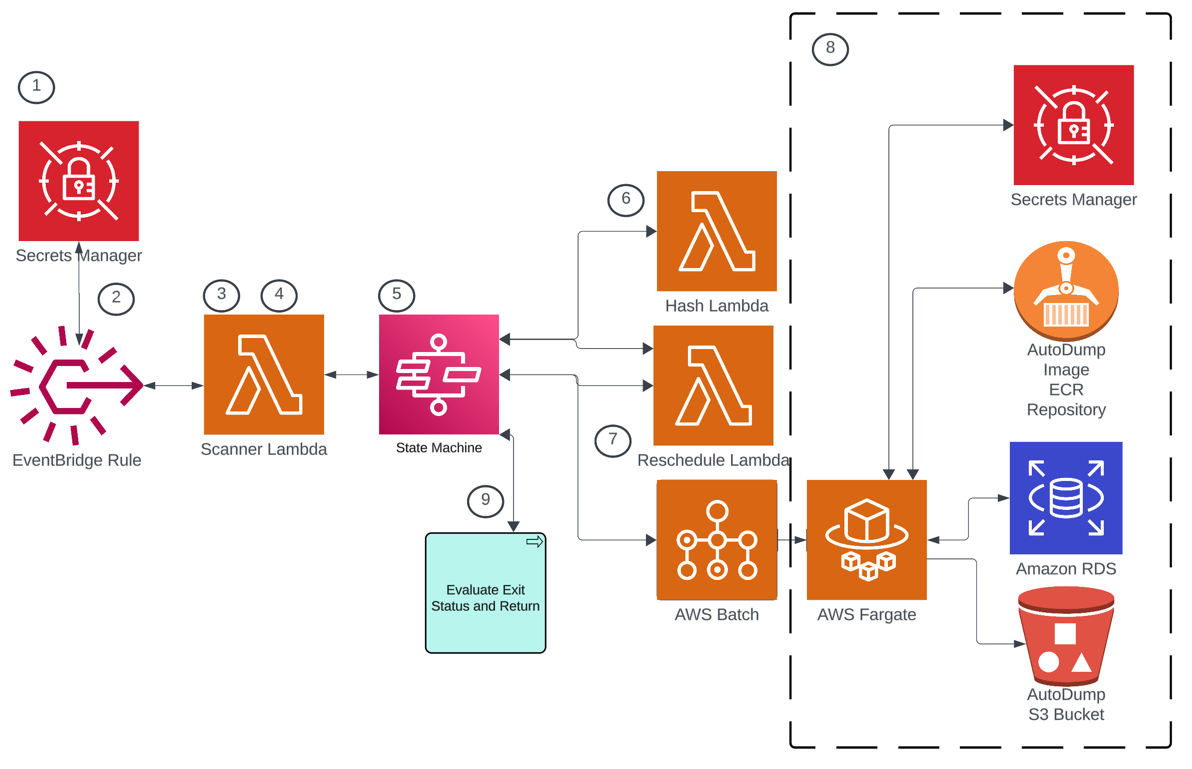 8
1
Secrets Manager
Secrets Manager
6
2
3
4
5
Hash Lambda
AutoDump
Image
ECR
Repository
EventBridge Rule
Scanner Lambda
State Machine
7
Reschedule Lambda
9
Evaluate Exit
Status and Return
AWS Batch
AWS Fargate
Amazon RDS
AutoDump
S3 Bucket